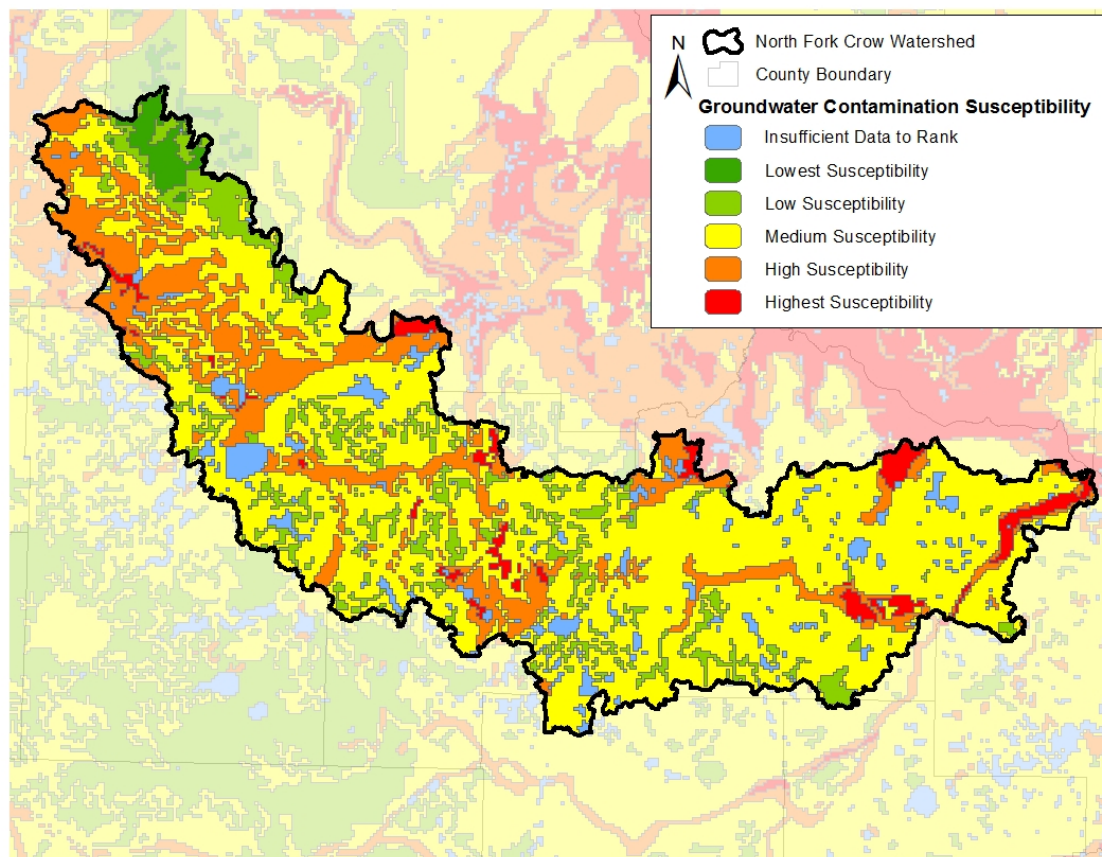 N
North Fork Crow Watershed
County Boundary
Groundwater Contamination Susceptibility
Insufficient Data to Rank
Lowest Susceptibility
Low Susceptibility
Medium Susceptibility
High Susceptibility
Highest Susceptibility